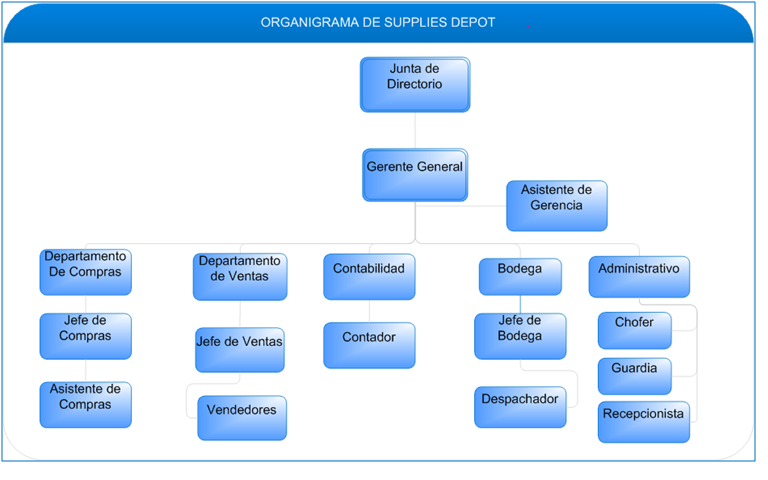 ORGANIGRAMA DE SUPPLIES DEPOT
Junta de
Directorio
Gerente General
Asistente de
Gerencia
Departamento
De Compras
Departamento
de Ventas
Contabilidad
Bodega
Administrativo
Jefe de
Compras
Jefe de Ventas
Contador
Jefe de
Bodega
Chofer
Guardia
Asistente de
Compras
Vendedores
Despachador
Recepcionista